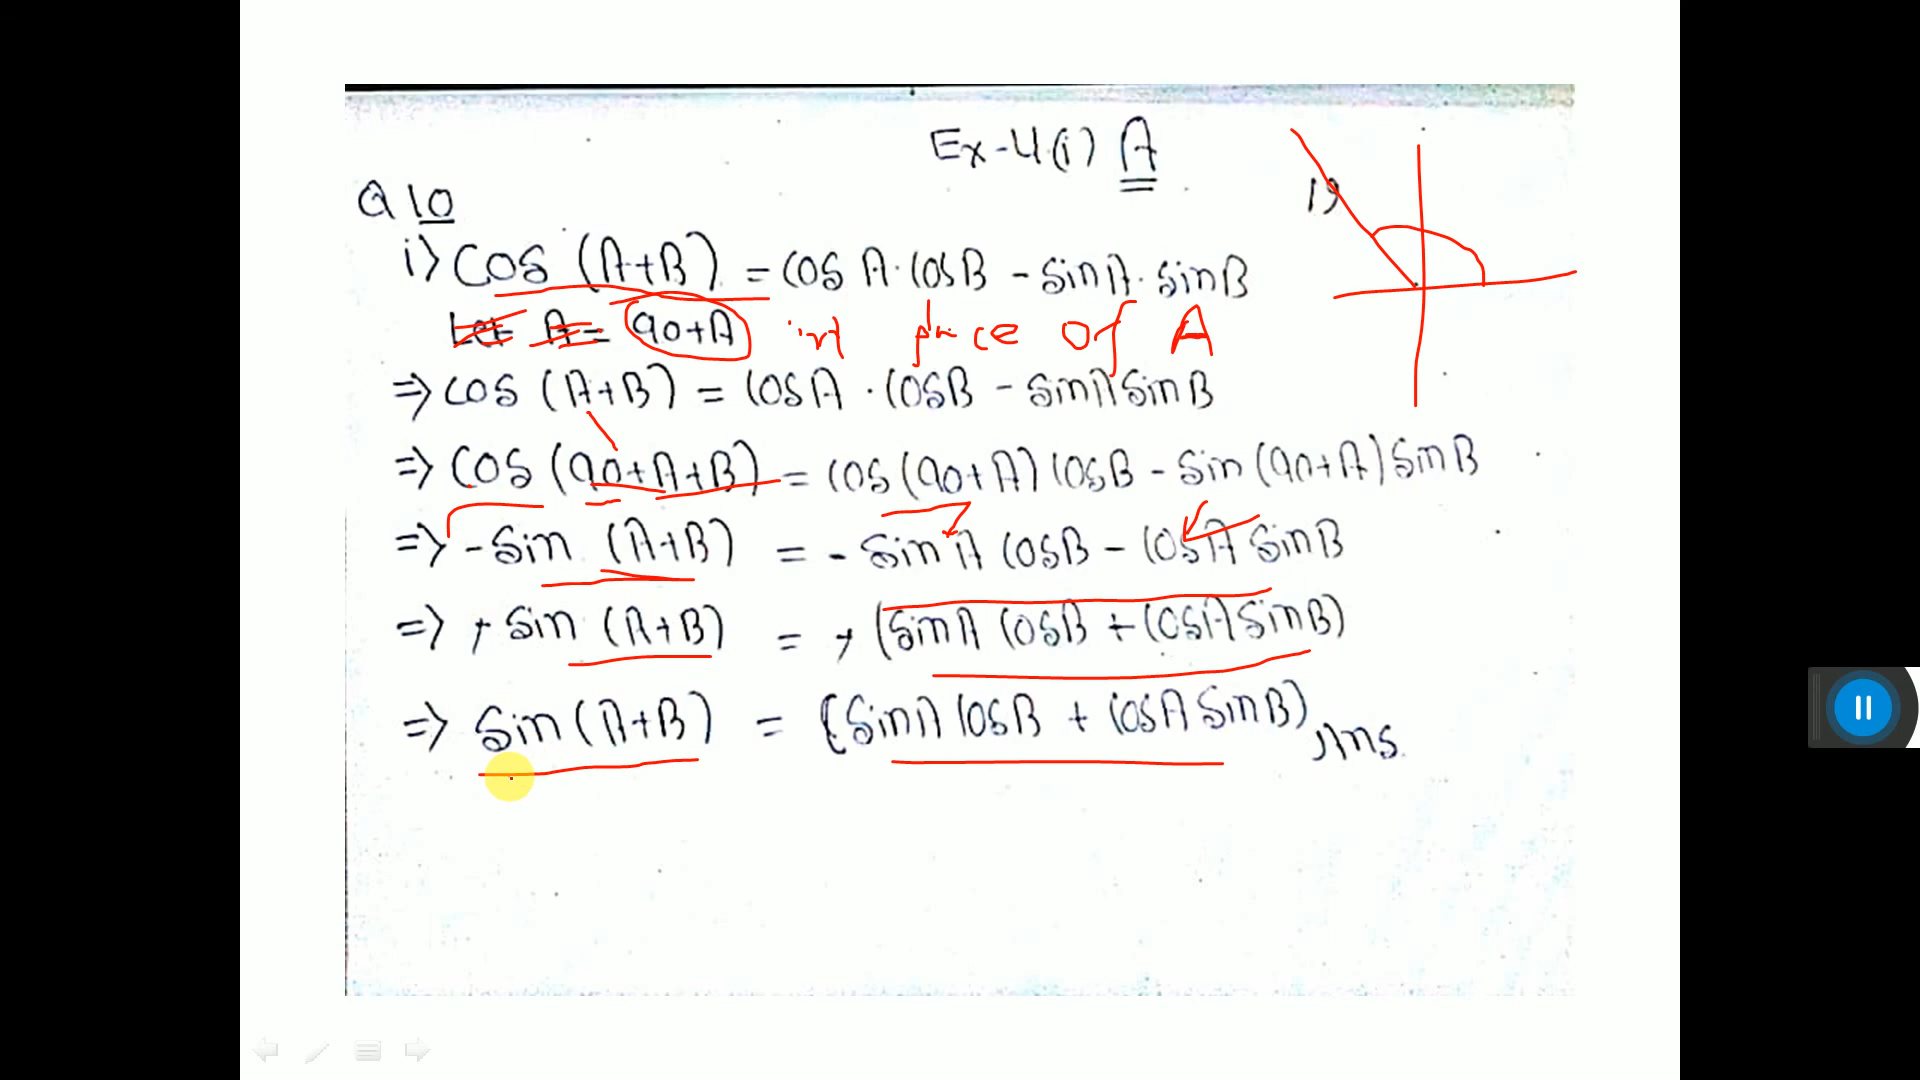 Ex-4(i) A
Q 10
1)
i) Cos (A+B) = cos A · cos B - sin A · sin B
Let A = 90+A in place of A
=> cos (A+B) = cos A · cos B - sin A sin B
=> cos (90+A+B) = cos (90+A) cos B - sin (90+A) sin B
=> - sin (A+B) = - sin A cos B - cos A sin B
=> + sin (A+B) = + (sin A cos B + cos A sin B)
=> sin (A+B) = (sin A cos B + cos A sin B) Ans.